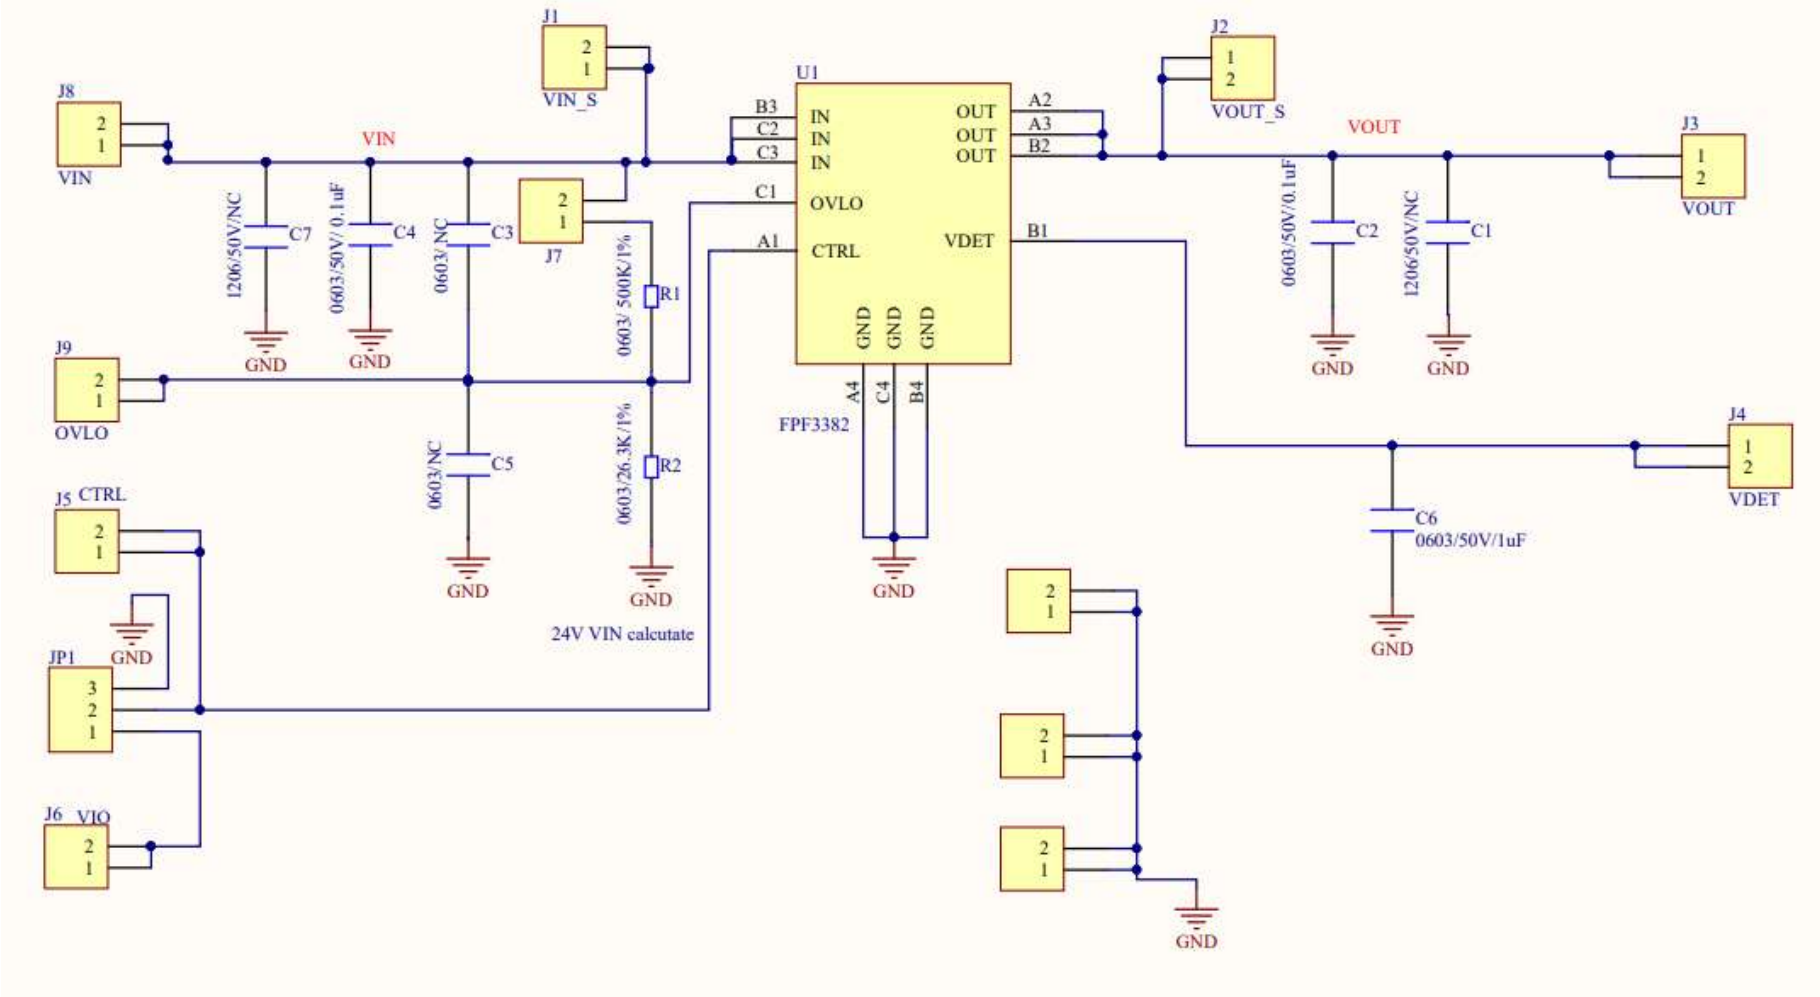 J1
2
1
VIN_S
J8
2
1
VIN
VIN
U1
B3
C2
C3
C1
A1
IN
IN
IN
OVLO
CTRL
OUT
OUT
OUT
VDET
A2
A3
B2
B1
GND
GND
GND
A4
C4
B4
FPF3382
GND
J2
1
2
VOUT_S
VOUT
J3
1
2
VOUT
1206/50V/NC
C7
GND
0603/50V/ 0.1uF
C4
GND
0603/ NC
C3
2
1
J7
0603/ 500K/1%
R1
0603/50V/0.1uF
C2
GND
1206/50V/NC
C1
GND
J9
2
1
OVLO
0603/NC
C5
GND
0603/26.3K/1%
R2
GND
24V VIN calcutate
J4
1
2
VDET
C6
0603/50V/1uF
GND
J5 CTRL
2
1
GND
JP1
3
2
1
J6 VIO
2
1
2
1
2
1
2
1
GND